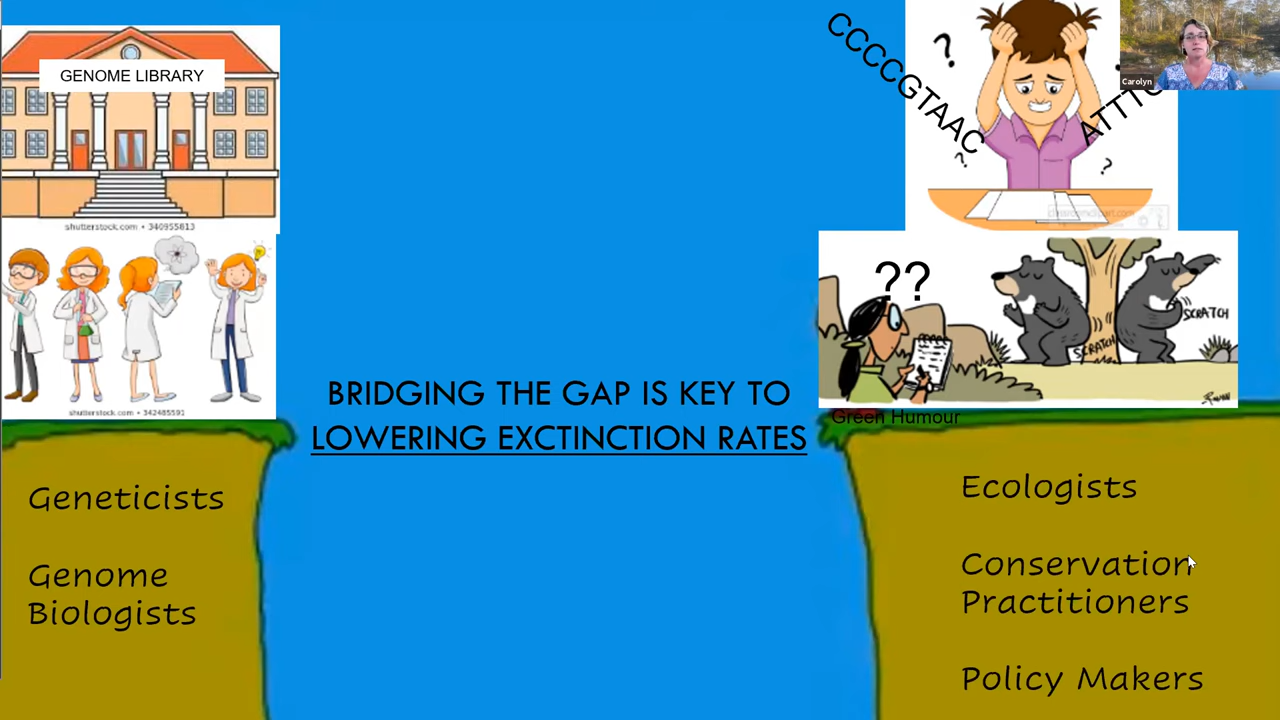 GENOME LIBRARY
shutterstock.com • 340955813
shutterstock.com • 342485591
BRIDGING THE GAP IS KEY TO
LOWERING EXCTINCTION RATES
Geneticists
Genome
Biologists
CCCCGTAAC
?
?
?
Carolyn
??
SCRATCH
SCRATCH
Green Humour
Ecologists
Conservation
Practitioners
Policy Makers